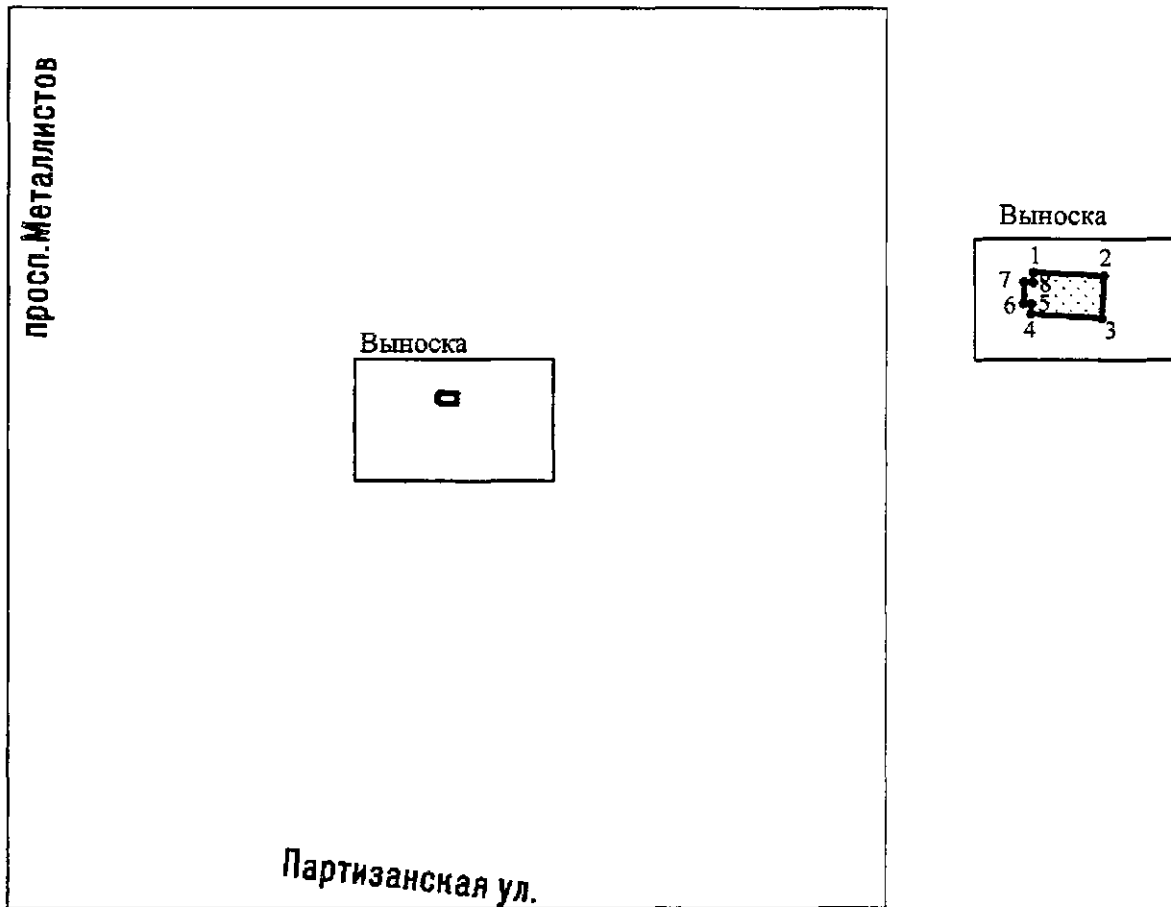 просп.Металлистов
Выноска
Партизанская ул.
Выноска
1 2
7 8
6 5
4 3